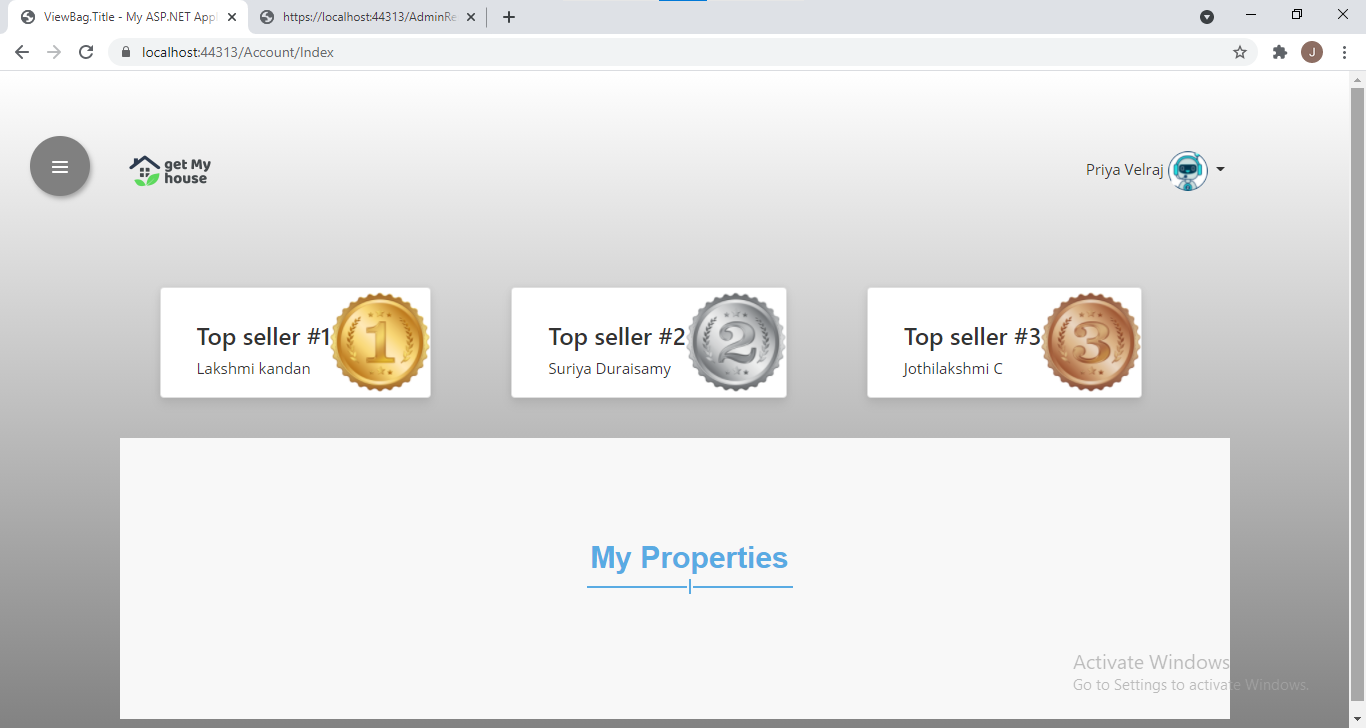 ViewBag.Title - My ASP.NET Appl
https://localhost:44313/AdminRe
localhost:44313/Account/Index
J
get My
house
Priya Velraj
Top seller #1
Lakshmi kandan
1
Top seller #2
Suriya Duraisamy
2
Top seller #3
Jothilakshmi C
3
My Properties
Activate Windows
Go to Settings to activate Windows.